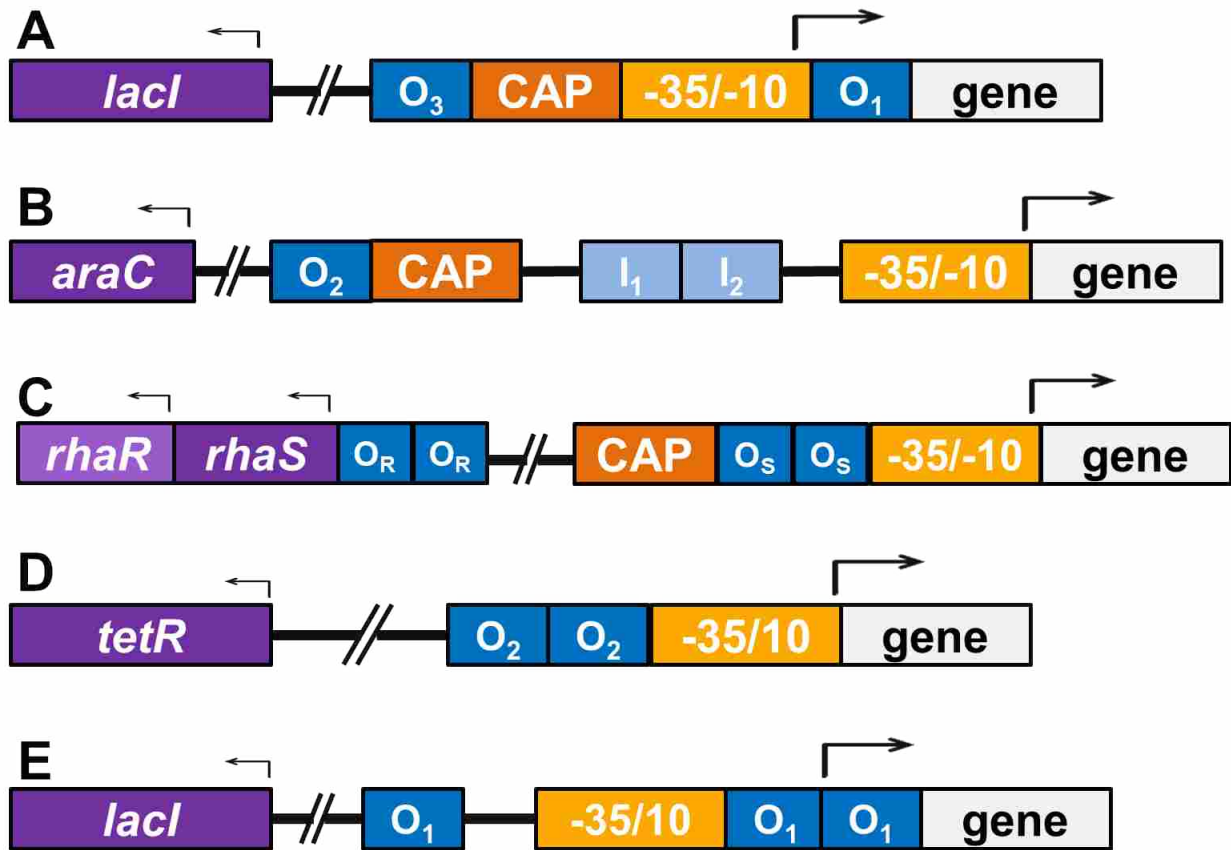 A
lacI O3 CAP -35/-10 O1 gene
B
araC O2 CAP I1 I2 -35/-10 gene
C
rhaR rhaS OR OR CAP OS OS -35/-10 gene
D
tetR O2 O2 -35/10 gene
E
lacI O1 -35/10 O1 O1 gene